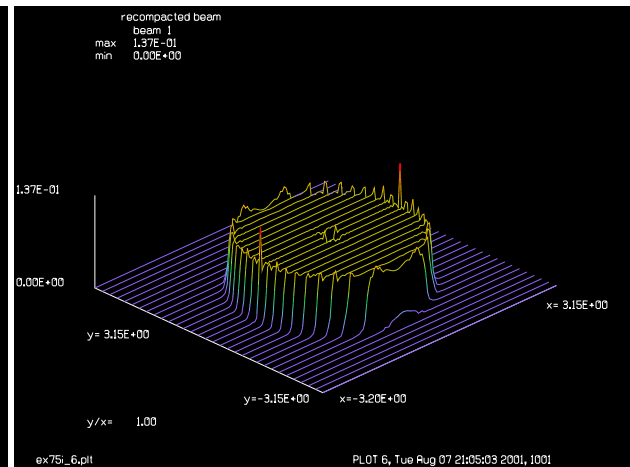 recompacted beam
beam 1
max 1.37E-01
min 0.00E+00
1.37E-01
0.00E+00
x= 3.15E+00
y= 3.15E+00
y=-3.15E+00
x=-3.20E+00
y/x= 1.00
ex75i_6.plt
PLOT 6, Tue Aug 07 21:05:03 2001, 1001